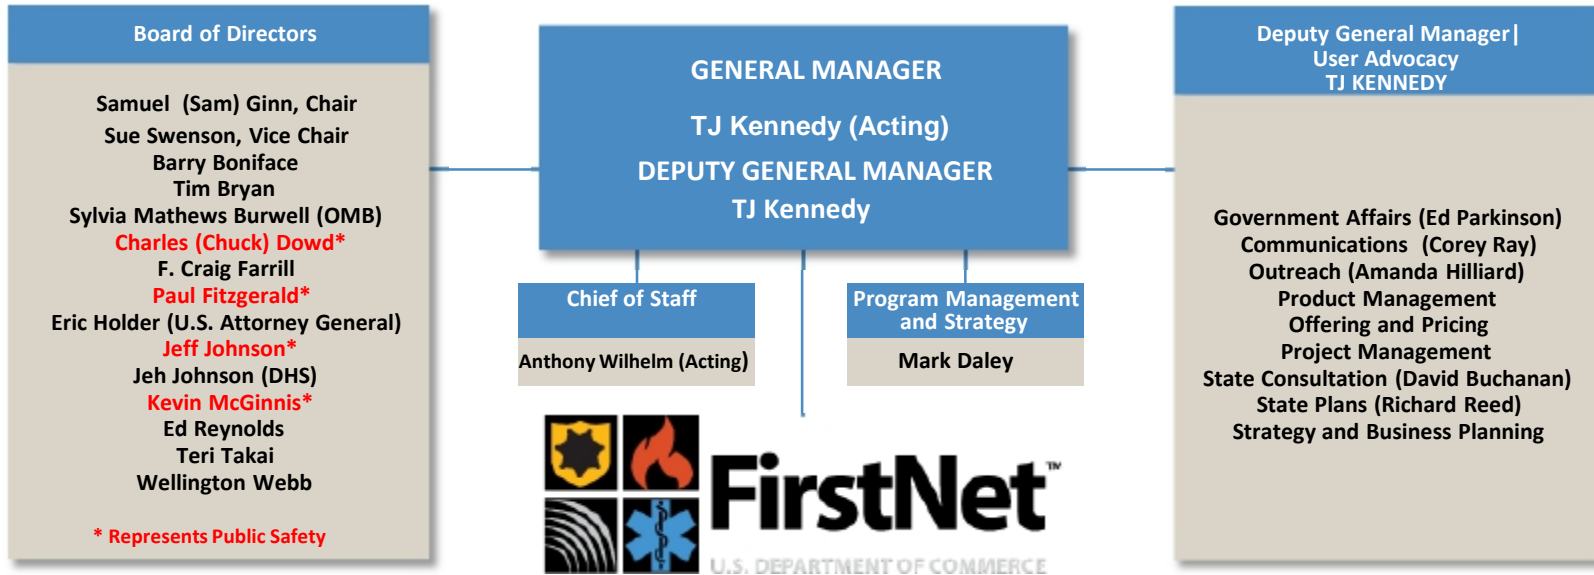 Board of Directors
Samuel (Sam) Ginn, Chair
Sue Swenson, Vice Chair
Barry Boniface
Tim Bryan
Sylvia Mathews Burwell (OMB)
Charles (Chuck) Dowd*
F. Craig Farrill
Paul Fitzgerald*
Eric Holder (U.S. Attorney General)
Jeff Johnson*
Jeh Johnson (DHS)
Kevin McGinnis*
Ed Reynolds
Teri Takai
Wellington Webb
* Represents Public Safety
GENERAL MANAGER
TJ Kennedy (Acting)
DEPUTY GENERAL MANAGER
TJ Kennedy
Chief of Staff
Anthony Wilhelm (Acting)
Program Management
and Strategy
Mark Daley
FirstNet™
U.S. DEPARTMENT OF COMMERCE
Deputy General Manager|
User Advocacy
TJ KENNEDY
Government Affairs (Ed Parkinson)
Communications (Corey Ray)
Outreach (Amanda Hilliard)
Product Management
Offering and Pricing
Project Management
State Consultation (David Buchanan)
State Plans (Richard Reed)
Strategy and Business Planning